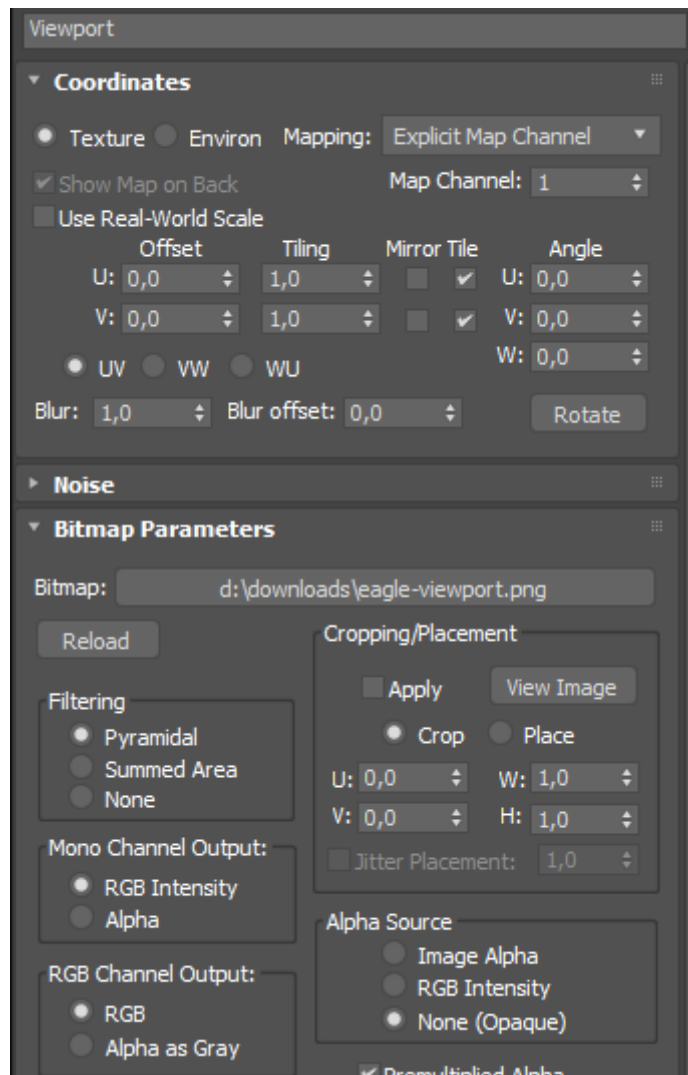 Viewport
Coordinates
Texture Environ Mapping: Explicit Map Channel
Show Map on Back Map Channel: 1
Use Real-World Scale
Offset Tiling Mirror Tile Angle
U: 0,0 1,0 U: 0,0
V: 0,0 1,0 V: 0,0
UV VW WU W: 0,0
Blur: 1,0 Blur offset: 0,0 Rotate
Noise
Bitmap Parameters
Bitmap: d:\downloads\eagle-viewport.png
Reload
Filtering
Pyramidal
Summed Area
None
Mono Channel Output:
RGB Intensity
Alpha
RGB Channel Output:
RGB
Alpha as Gray
Cropping/Placement
Apply View Image
Crop Place
U: 0,0 W: 1,0
V: 0,0 H: 1,0
Jitter Placement: 1,0
Alpha Source
Image Alpha
RGB Intensity
None (Opaque)
Premultiplied Alpha